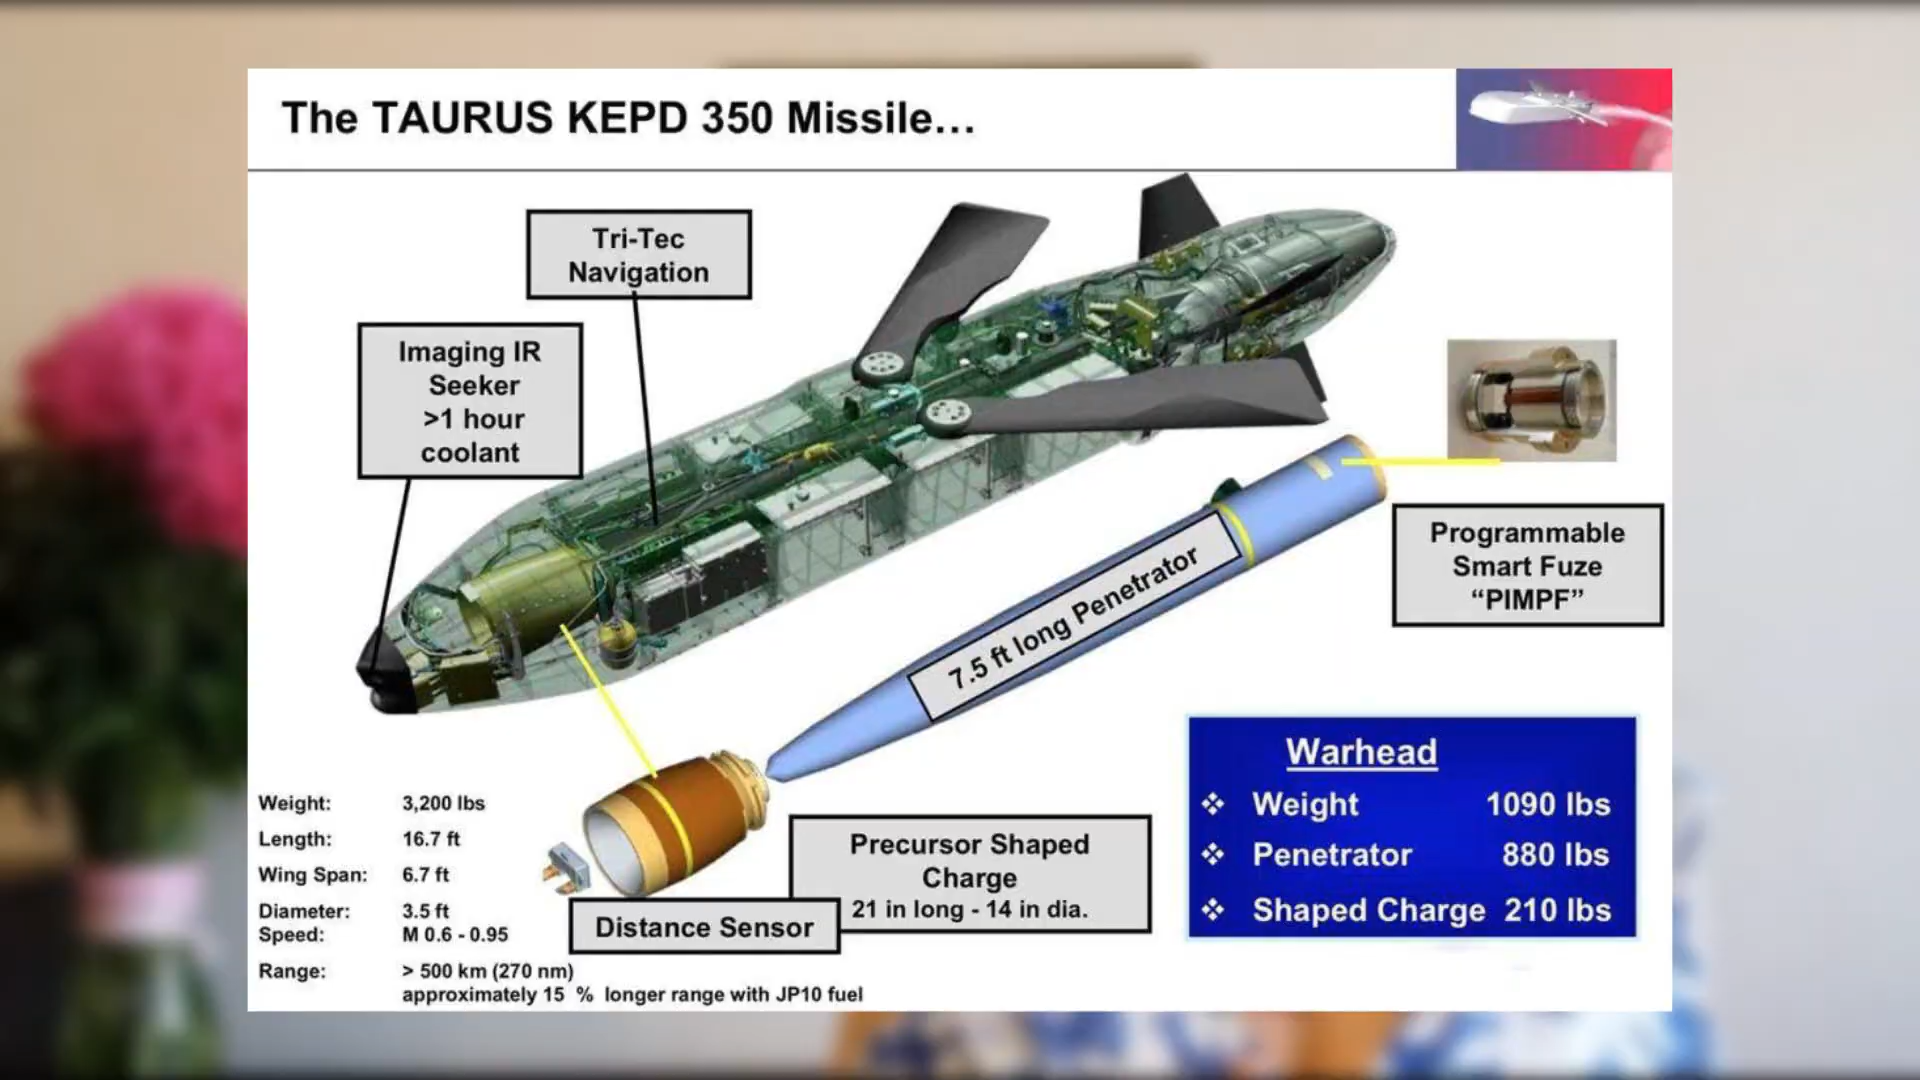 The TAURUS KEPD 350 Missile...
Tri-Tec
Navigation
Imaging IR
Seeker
>1 hour
coolant
7.5 ft long Penetrator
Programmable
Smart Fuze
“PIMPF”
Precursor Shaped
Charge
21 in long - 14 in dia.
Distance Sensor
Warhead
❖ Weight 1090 lbs
❖ Penetrator 880 lbs
❖ Shaped Charge 210 lbs
Weight: 3,200 lbs
Length: 16.7 ft
Wing Span: 6.7 ft
Diameter: 3.5 ft
Speed: M 0.6 - 0.95
Range: > 500 km (270 nm)
approximately 15 % longer range with JP10 fuel